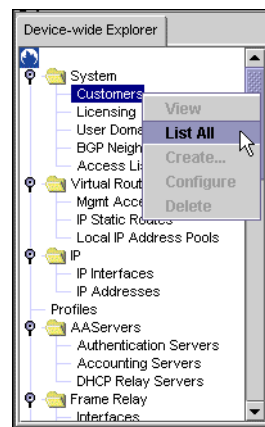 Device-wide Explorer
System
Customers
Licensing
User Doma
BGP Neigh
Access Lis
Virtual Rout
Mgmt Acce
IP Static Routes
Local IP Address Pools
IP
IP Interfaces
IP Addresses
Profiles
AAServers
Authentication Servers
Accounting Servers
DHCP Relay Servers
Frame Relay
Interfaces
View
List All
Create...
Configure
Delete